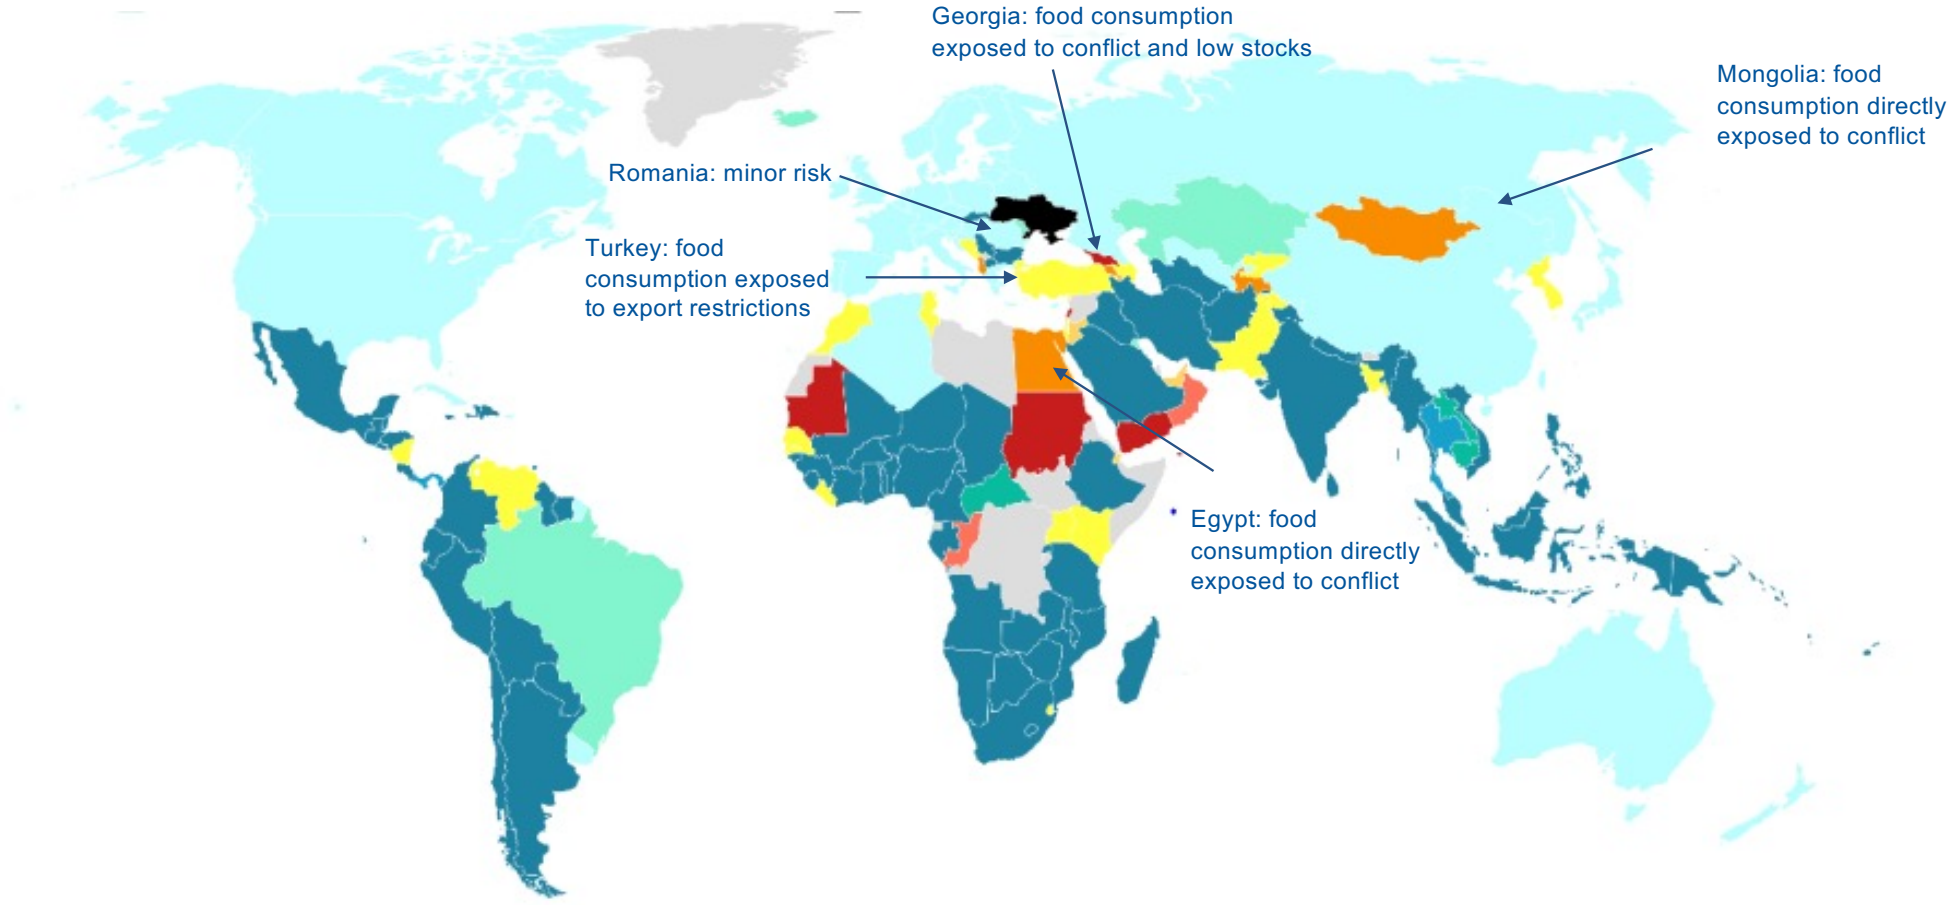 Georgia: food consumption
exposed to conflict and low stocks
Mongolia: food
consumption directly
exposed to conflict
Romania: minor risk
Turkey: food
consumption exposed
to export restrictions
Egypt: food
consumption directly
exposed to conflict